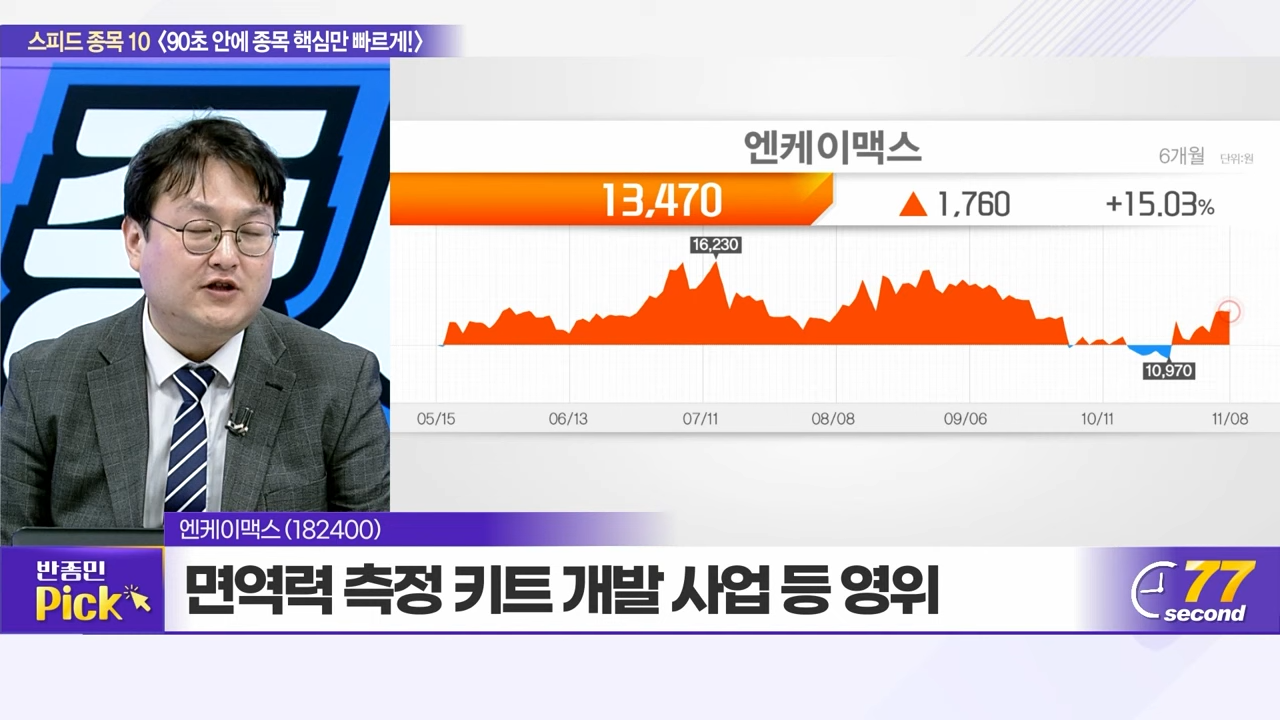 스피드 종목 10 〈90초 안에 종목 핵심만 빠르게!〉
엔케이맥스
6개월 단위:원
13,470 ▲ 1,760 +15.03%
16,230
10,970
05/15 06/13 07/11 08/08 09/06 10/11 11/08
엔케이맥스 (182400)
반종민
Pick
면역력 측정 키트 개발 사업 등 영위
77
second